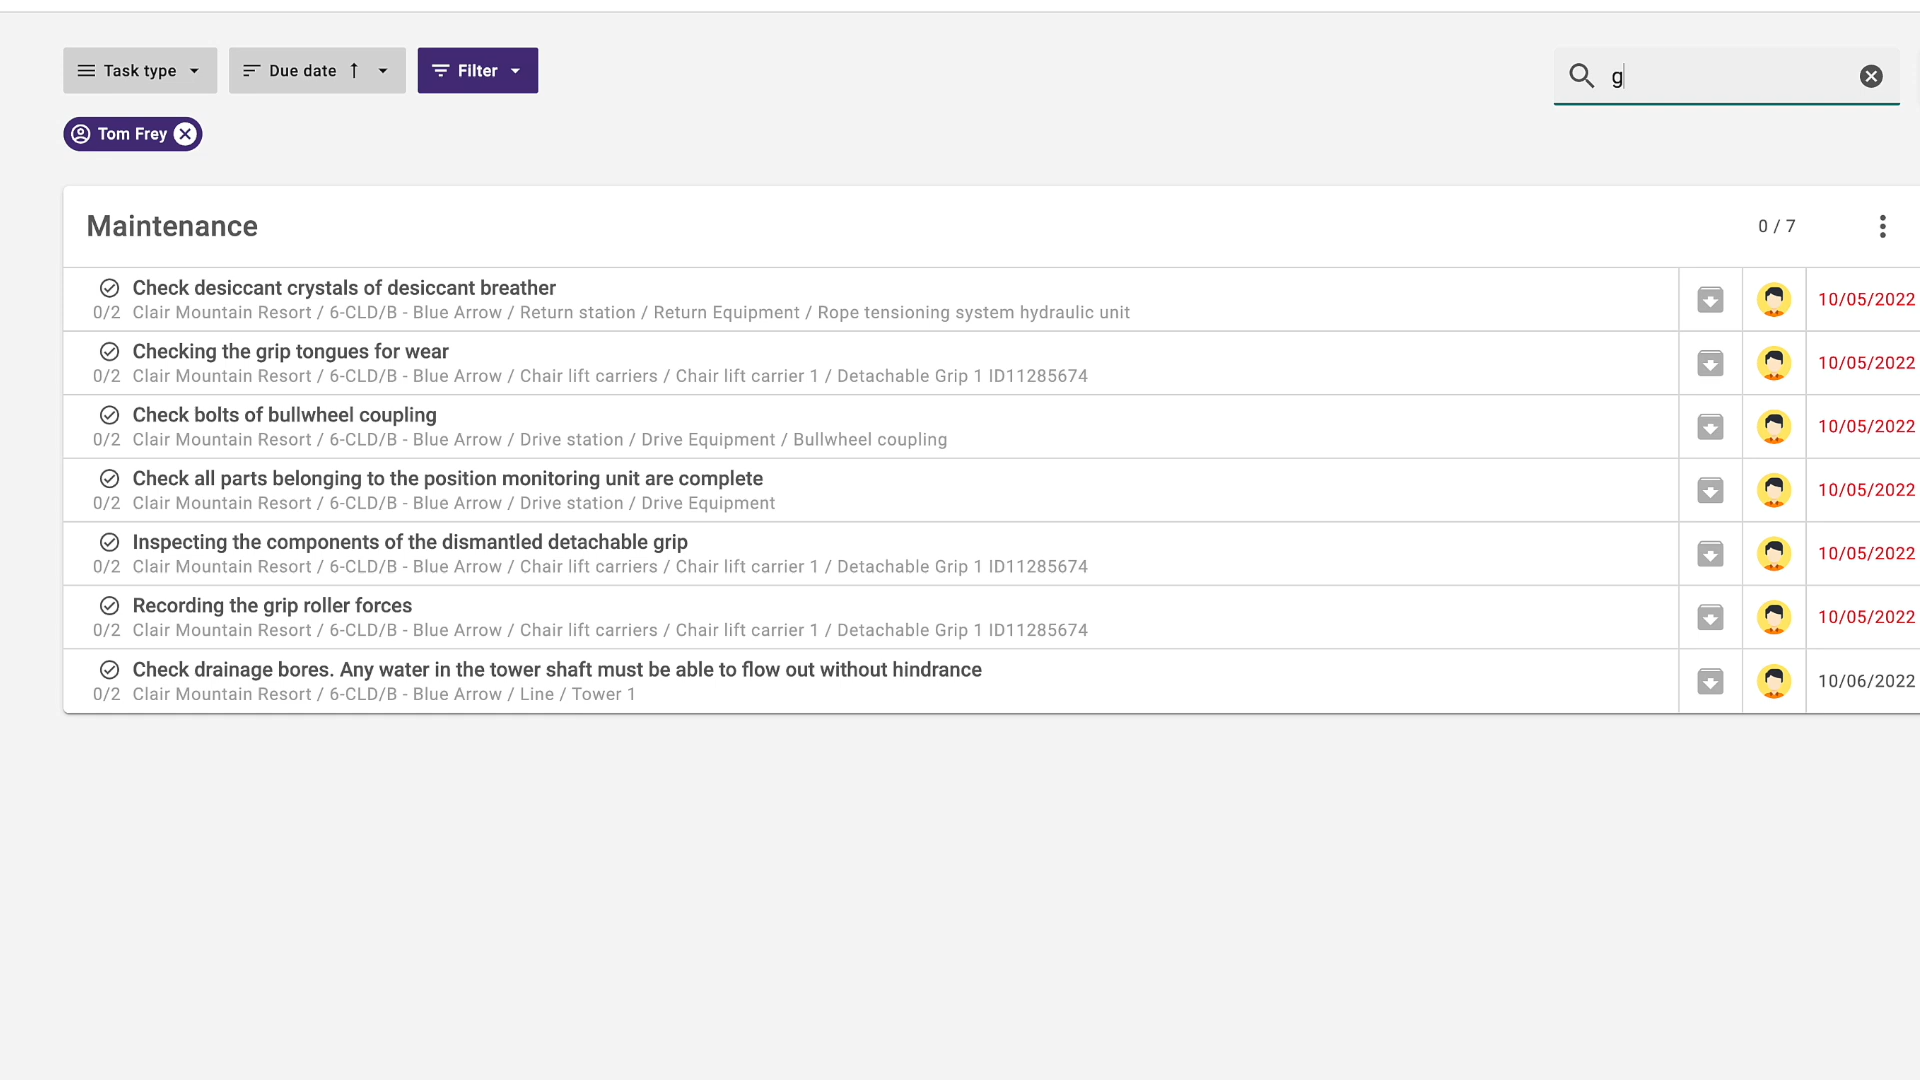 Task type
Due date
Filter
g
Tom Frey
Maintenance
0 / 7
Check desiccant crystals of desiccant breather
0/2 Clair Mountain Resort / 6-CLD/B - Blue Arrow / Return station / Return Equipment / Rope tensioning system hydraulic unit
10/05/2022
Checking the grip tongues for wear
0/2 Clair Mountain Resort / 6-CLD/B - Blue Arrow / Chair lift carriers / Chair lift carrier 1 / Detachable Grip 1 ID11285674
10/05/2022
Check bolts of bullwheel coupling
0/2 Clair Mountain Resort / 6-CLD/B - Blue Arrow / Drive station / Drive Equipment / Bullwheel coupling
10/05/2022
Check all parts belonging to the position monitoring unit are complete
0/2 Clair Mountain Resort / 6-CLD/B - Blue Arrow / Drive station / Drive Equipment
10/05/2022
Inspecting the components of the dismantled detachable grip
0/2 Clair Mountain Resort / 6-CLD/B - Blue Arrow / Chair lift carriers / Chair lift carrier 1 / Detachable Grip 1 ID11285674
10/05/2022
Recording the grip roller forces
0/2 Clair Mountain Resort / 6-CLD/B - Blue Arrow / Chair lift carriers / Chair lift carrier 1 / Detachable Grip 1 ID11285674
10/05/2022
Check drainage bores. Any water in the tower shaft must be able to flow out without hindrance
0/2 Clair Mountain Resort / 6-CLD/B - Blue Arrow / Line / Tower 1
10/06/2022